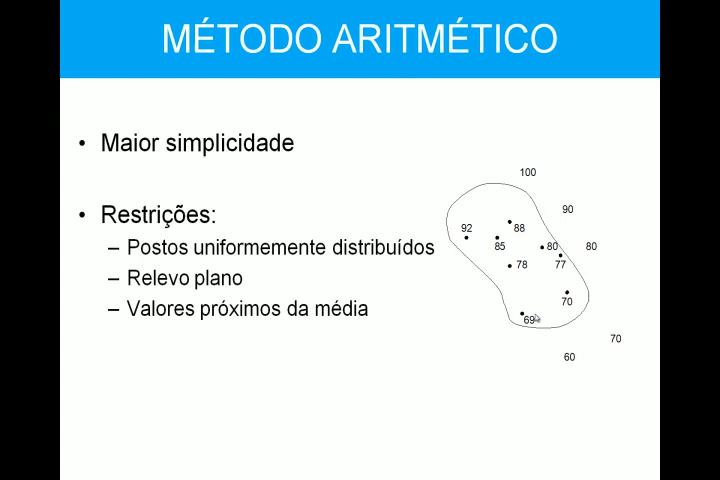 MÉTODO ARITMÉTICO
• Maior simplicidade
• Restrições:
– Postos uniformemente distribuídos
– Relevo plano
– Valores próximos da média
100
90
92
88
85
80
80
78
77
70
69
70
60